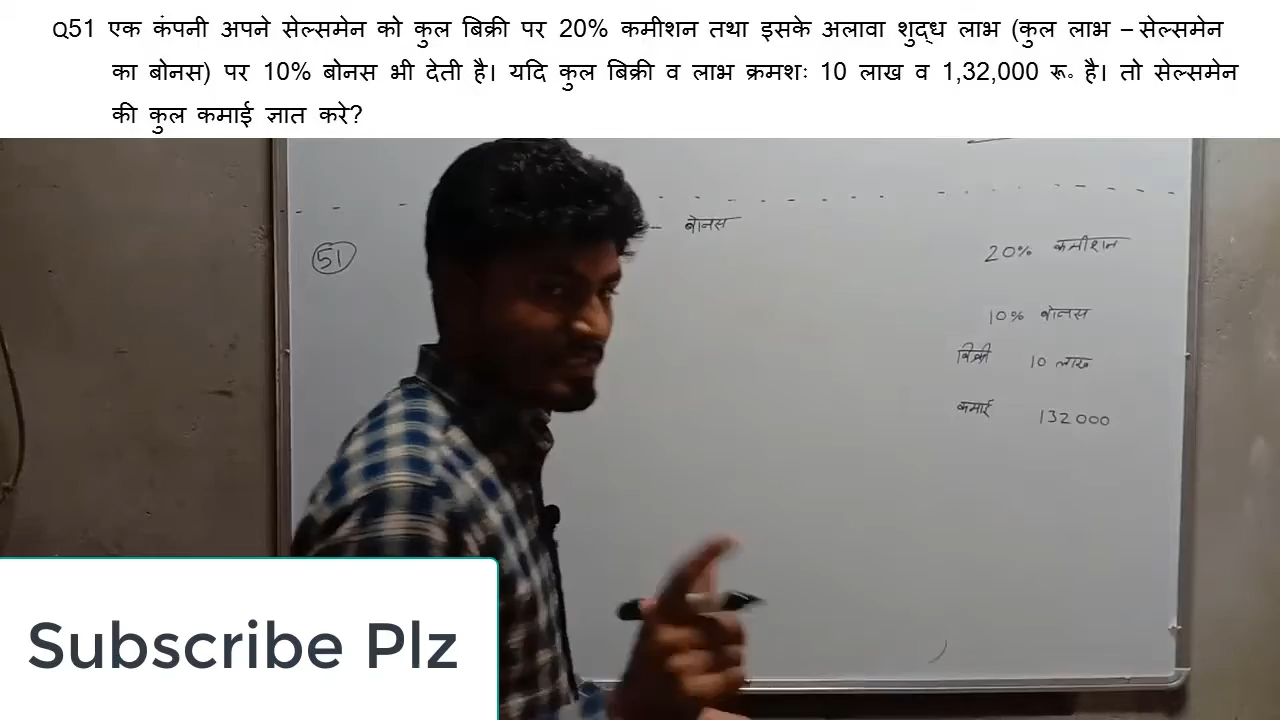 Q51 एक कंपनी अपने सेल्समेन को कुल बिक्री पर 20% कमीशन तथा इसके अलावा शुद्ध लाभ (कुल लाभ – सेल्समेन
का बोनस) पर 10% बोनस भी देती है। यदि कुल बिक्री व लाभ क्रमशः 10 लाख व 1,32,000 रू॰ है। तो सेल्समेन
की कुल कमाई ज्ञात करे?
51
– बोनस
20% कमीशन
10% बोनस
बिक्री 10 लाख
कमाई 132000
Subscribe Plz